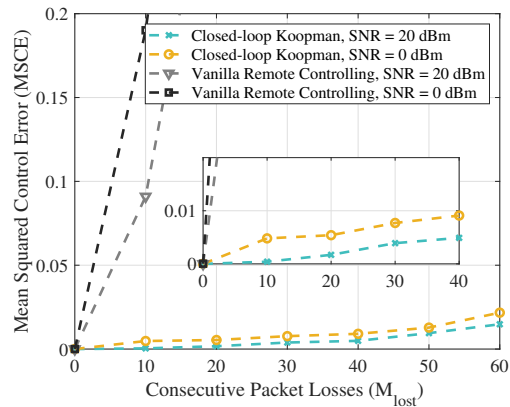 Mean Squared Control Error (MSCE)
0.2
0.15
0.1
0.05
0
Closed-loop Koopman, SNR = 20 dBm
Closed-loop Koopman, SNR = 0 dBm
Vanilla Remote Controlling, SNR = 20 dBm
Vanilla Remote Controlling, SNR = 0 dBm
0.01
0
0 10 20 30 40
0 10 20 30 40 50 60
Consecutive Packet Losses (M_lost)